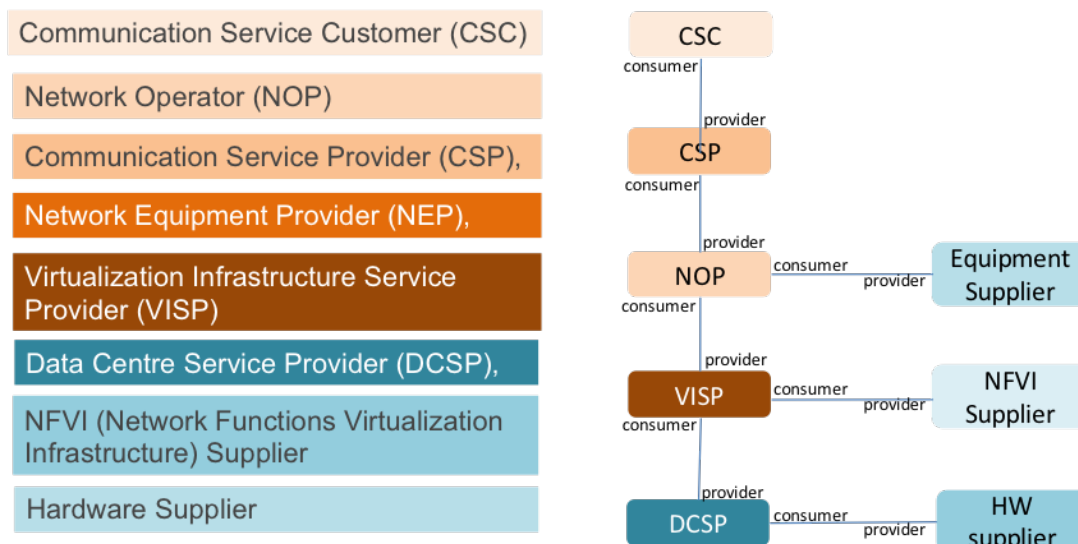 Communication Service Customer (CSC)
Network Operator (NOP)
Communication Service Provider (CSP),
Network Equipment Provider (NEP),
Virtualization Infrastructure Service
Provider (VISP)
Data Centre Service Provider (DCSP),
NFVI (Network Functions Virtualization
Infrastructure) Supplier
Hardware Supplier
CSC
consumer
provider
CSP
consumer
provider
NOP
consumer
provider
Equipment
Supplier
consumer
provider
VISP
consumer
provider
NFVI
Supplier
consumer
provider
DCSP
consumer
provider
HW
supplier